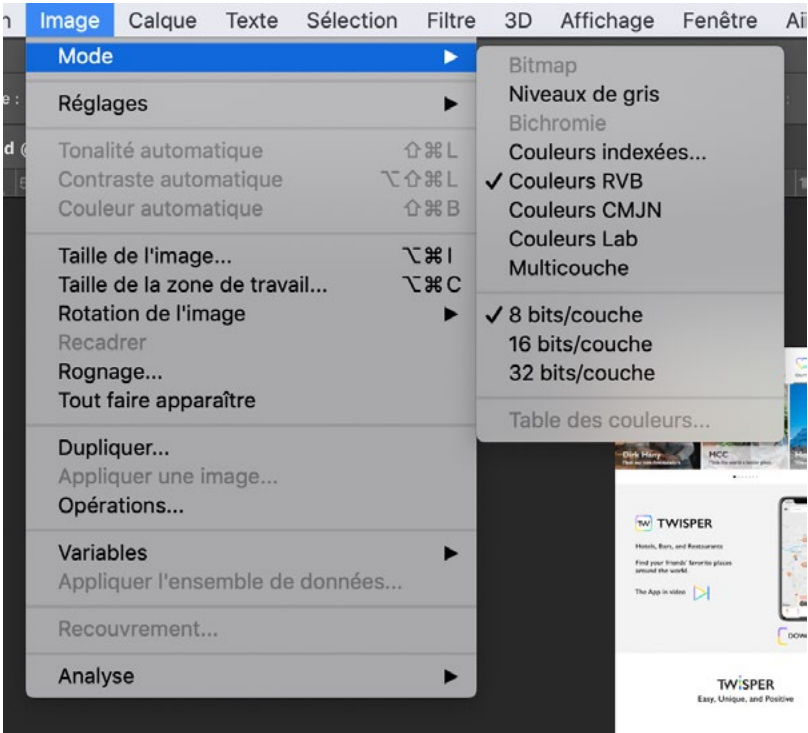 Image Calque Texte Sélection Filtre 3D Affichage Fenêtre
Mode
Réglages
Tonalité automatique ⇧⌘L
Contraste automatique ⌥⇧⌘L
Couleur automatique ⇧⌘B
Taille de l'image... ⌥⌘I
Taille de la zone de travail... ⌥⌘C
Rotation de l'image
Recadrer
Rognage...
Tout faire apparaître
Dupliquer...
Appliquer une image...
Opérations...
Variables
Appliquer l'ensemble de données...
Recouvrement...
Analyse
Bitmap
Niveaux de gris
Bichromie
Couleurs indexées...
✓ Couleurs RVB
Couleurs CMJN
Couleurs Lab
Multicouche
✓ 8 bits/couche
16 bits/couche
32 bits/couche
Table des couleurs...
Dirk Hany
HCC
TW TWISPER
Hotels, Bars, and Restaurants
Find your friends' favorite places
around the world.
The App in video
TWISPER
Easy, Unique, and Positive